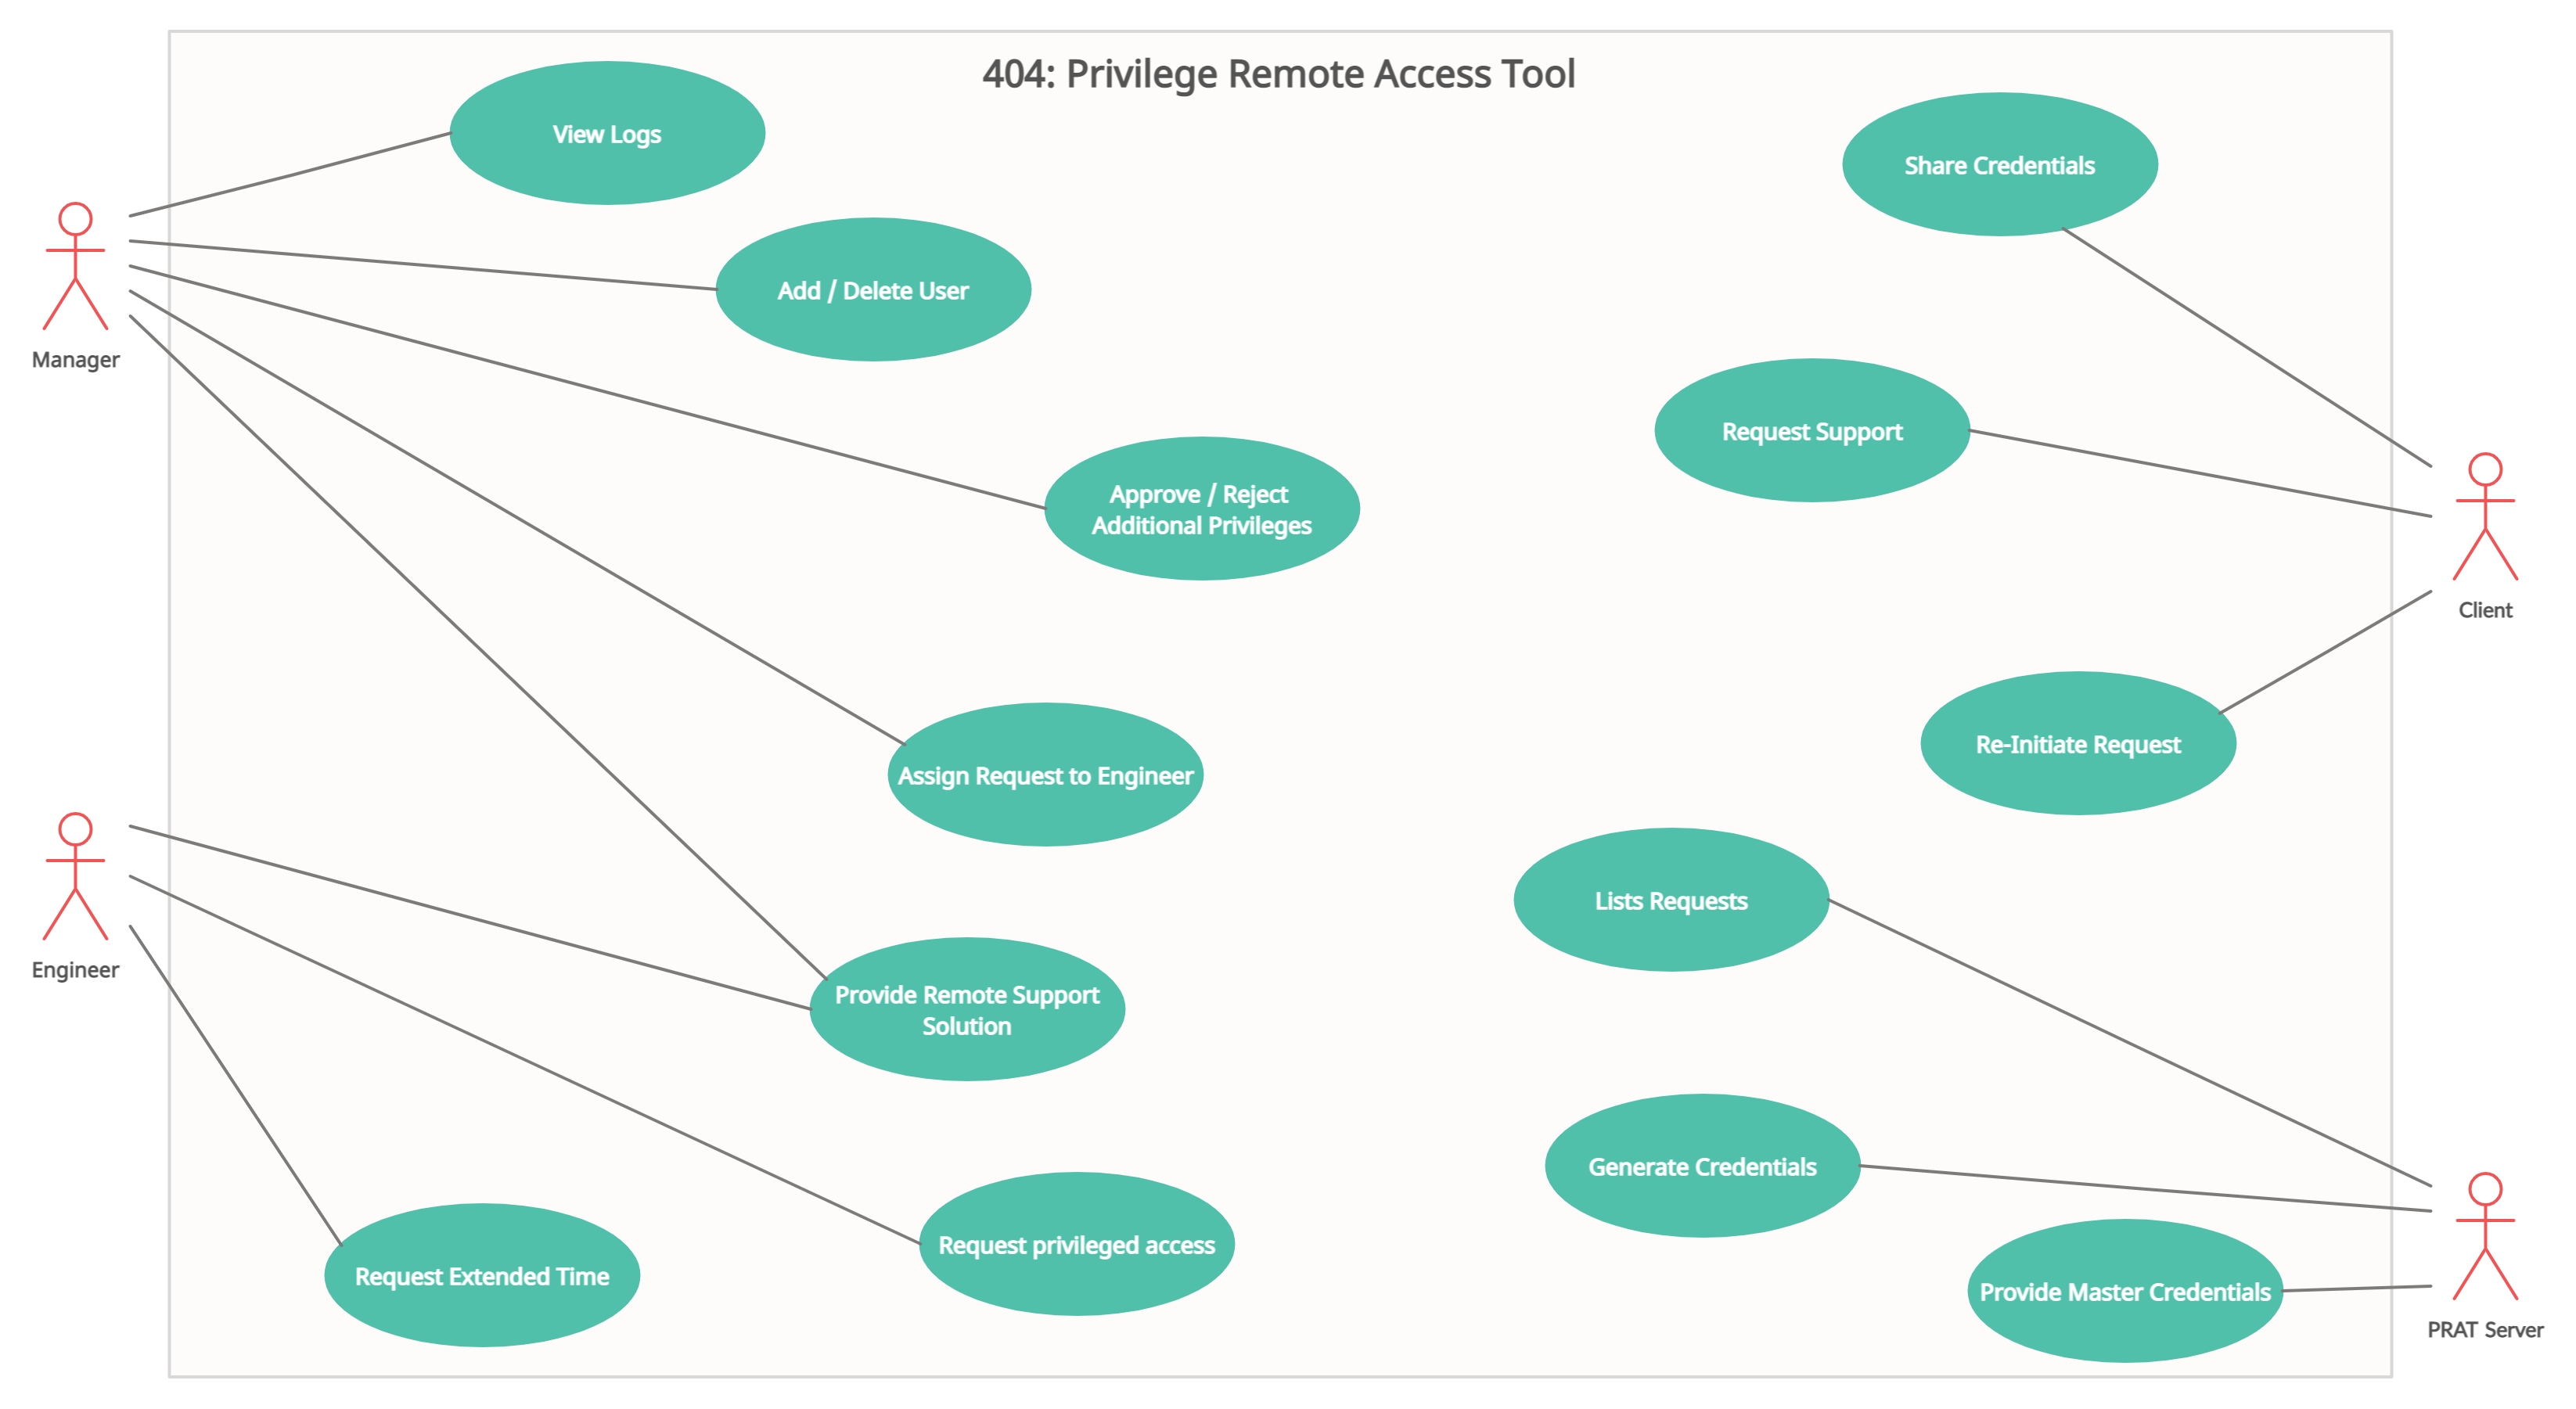 404: Privilege Remote Access Tool
View Logs
Share Credentials
Add / Delete User
Manager
Request Support
Approve / Reject
Additional Privileges
Client
Re-Initiate Request
Assign Request to Engineer
Lists Requests
Engineer
Provide Remote Support
Solution
Generate Credentials
Request privileged access
Request Extended Time
Provide Master Credentials
PRAT Server